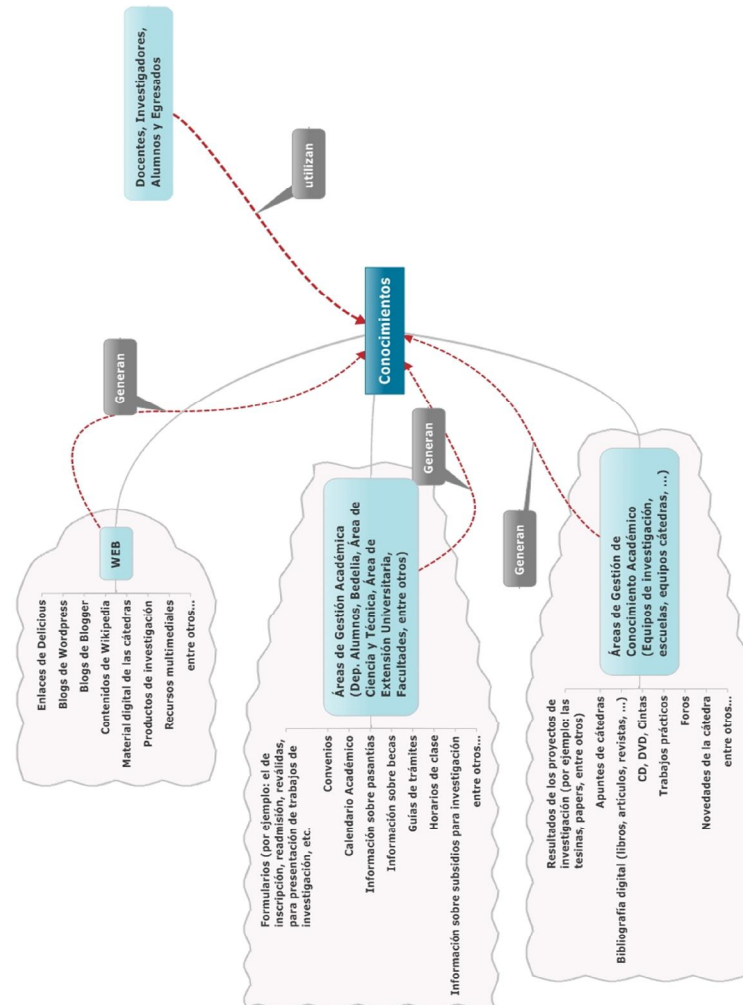 Docentes, Investigadores,
Alumnos y Egresados
utilizan
Conocimientos
Generan
WEB
Enlaces de Delicious
Blogs de Wordpress
Blogs de Blogger
Contenidos de Wikipedia
Material digital de las cátedras
Productos de investigación
Recursos multimediales
entre otros...
Generan
Áreas de Gestión Académica
(Dep. Alumnos, Bedelia, Área de
Ciencia y Técnica, Área de
Extensión Universitaria,
Facultades, entre otros)
Formularios (por ejemplo: el de
inscripción, readmisión, reválidas,
para presentación de trabajos de
investigación, etc.
Convenios
Calendario Académico
Información sobre pasantías
Información sobre becas
Guías de trámites
Horarios de clase
Información sobre subsidios para investigación
entre otros...
Generan
Áreas de Gestión de
Conocimiento Académico
(Equipos de investigación,
escuelas, equipos cátedras, ...)
Resultados de los proyectos de
investigación (por ejemplo: las
tesinas, papers, entre otros)
Apuntes de cátedras
Bibliografía digital (libros, artículos, revistas, ...)
CD, DVD, Cintas
Trabajos prácticos
Foros
Novedades de la cátedra
entre otros...